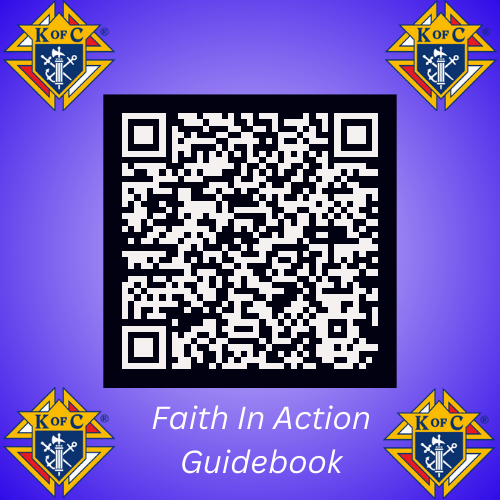 K OF C ®
K OF C ®
K OF C ®
K OF C ®
Faith In Action
Guidebook